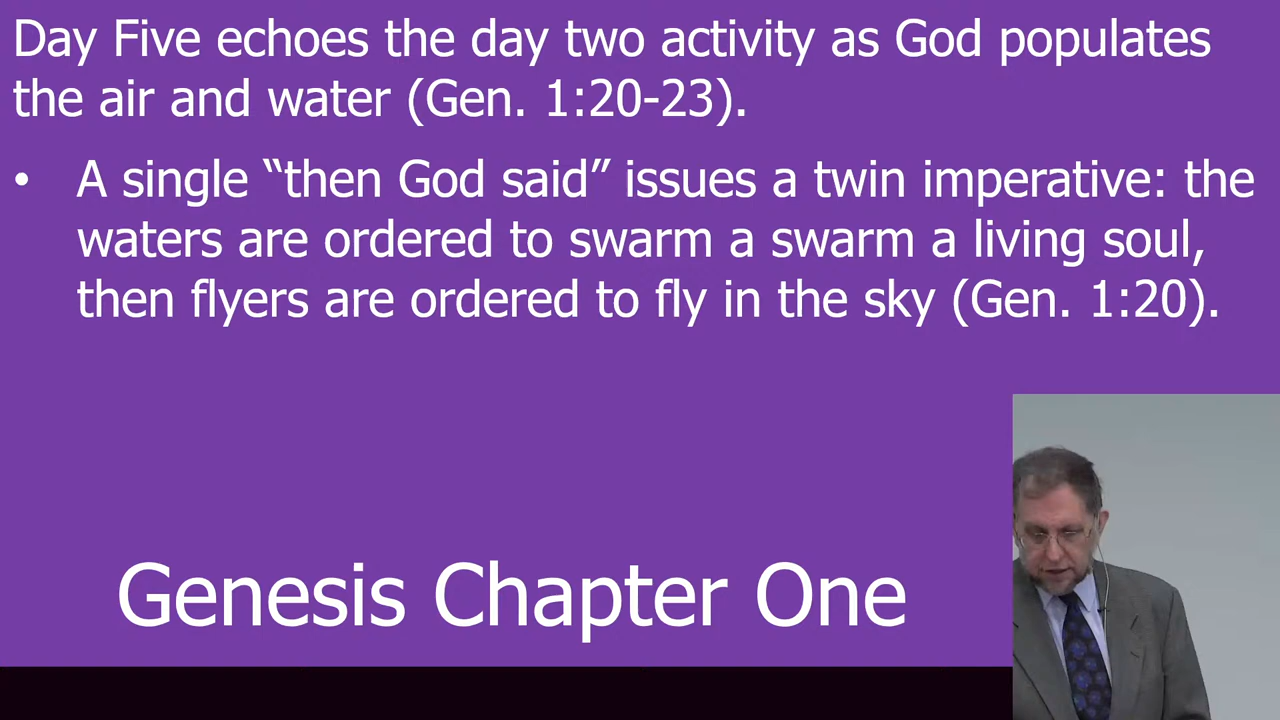 Day Five echoes the day two activity as God populates
the air and water (Gen. 1:20-23).
• A single “then God said” issues a twin imperative: the
waters are ordered to swarm a swarm a living soul,
then flyers are ordered to fly in the sky (Gen. 1:20).
Genesis Chapter One